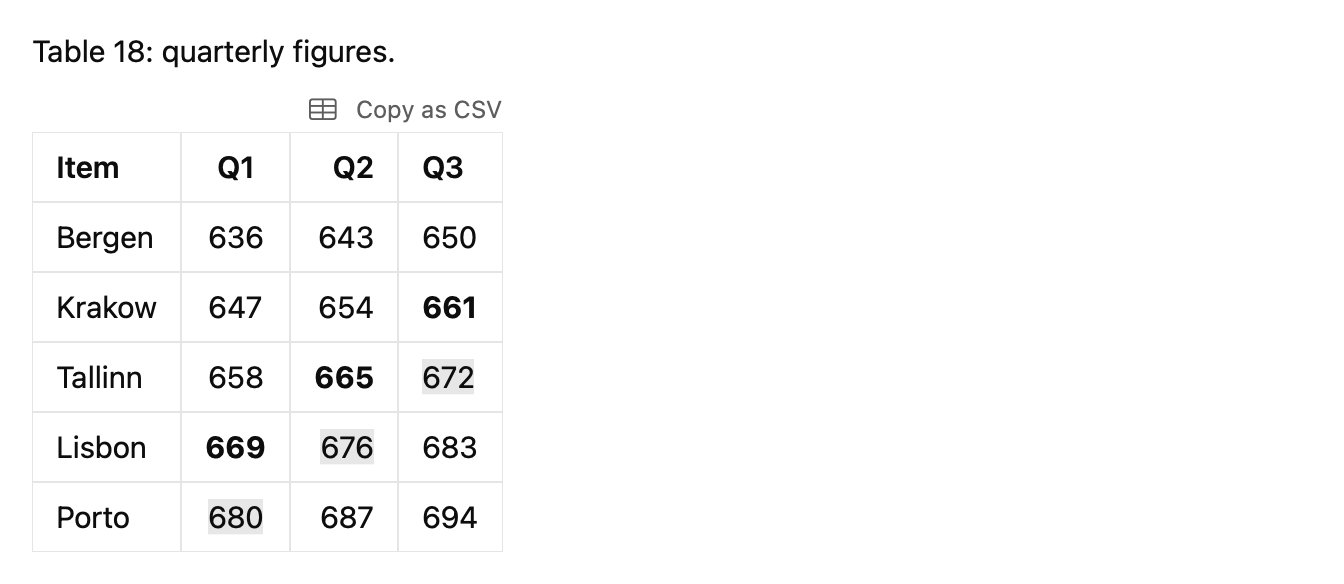 Table 18: quarterly figures.
Copy as CSV
Item Q1 Q2 Q3
Bergen 636 643 650
Krakow 647 654 661
Tallinn 658 665 672
Lisbon 669 676 683
Porto 680 687 694